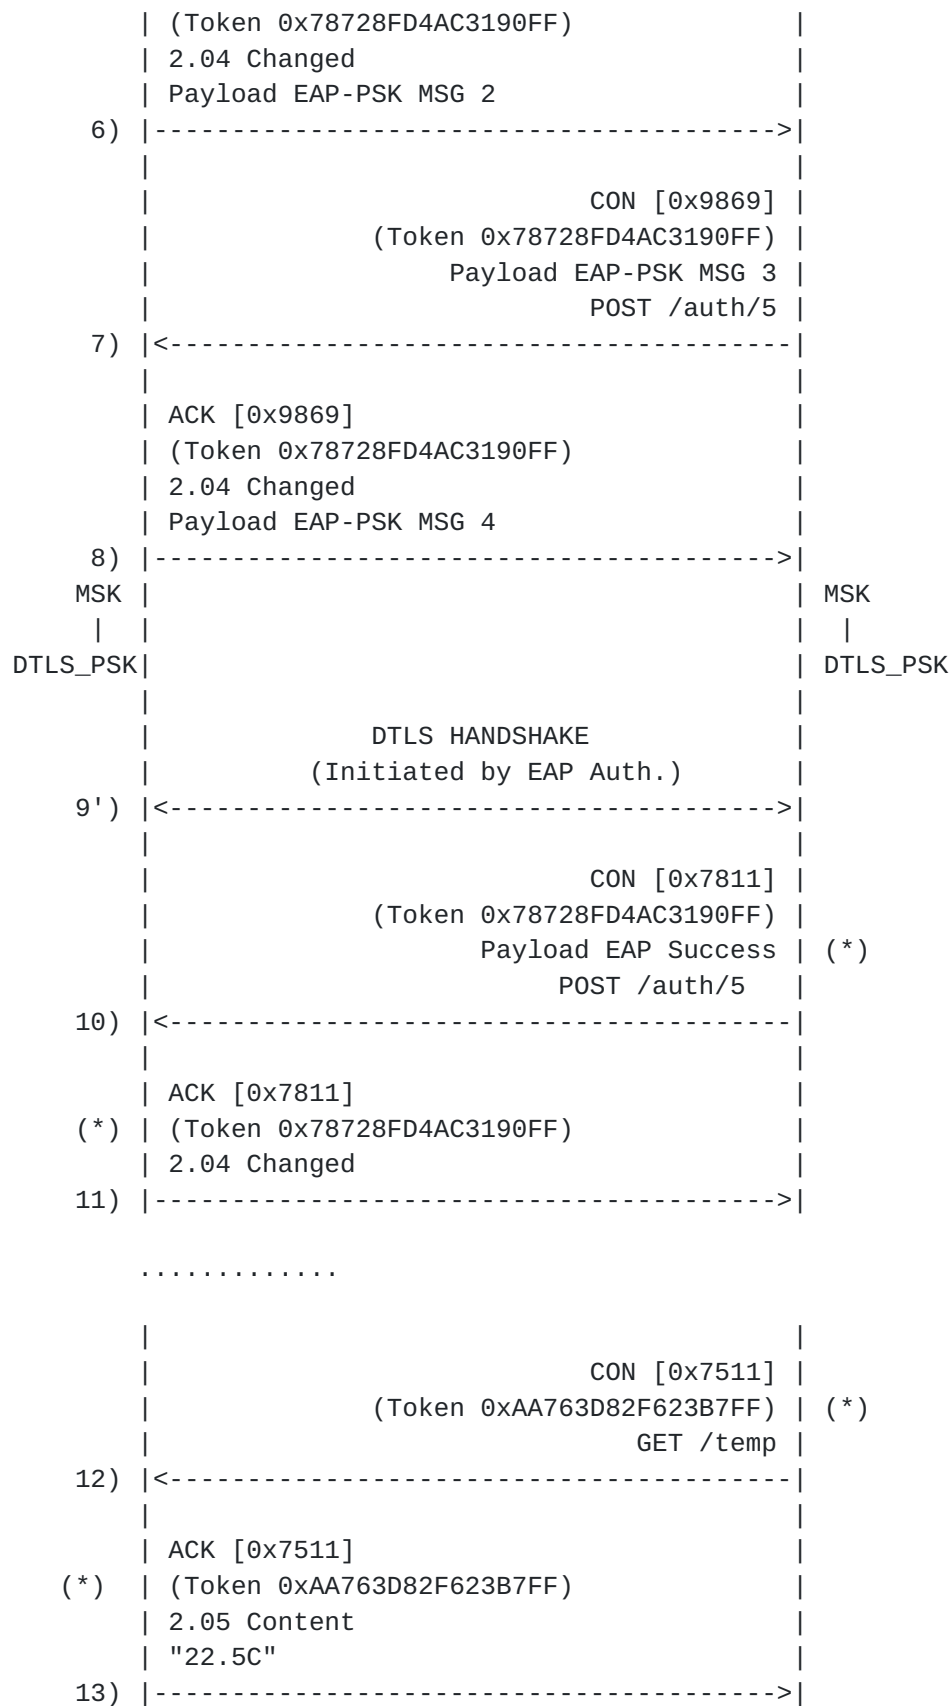 | (Token 0x78728FD4AC3190FF) |
| 2.04 Changed |
| Payload EAP-PSK MSG 2 |
6) |---------------------------------------->|
| |
| CON [0x9869] |
| (Token 0x78728FD4AC3190FF) |
| Payload EAP-PSK MSG 3 |
| POST /auth/5 |
7) |<----------------------------------------|
| |
| ACK [0x9869] |
| (Token 0x78728FD4AC3190FF) |
| 2.04 Changed |
| Payload EAP-PSK MSG 4 |
8) |---------------------------------------->|
MSK | | MSK
| | | |
DTLS_PSK| | DTLS_PSK
| |
| DTLS HANDSHAKE |
| (Initiated by EAP Auth.) |
9') |<--------------------------------------->|
| |
| CON [0x7811] |
| (Token 0x78728FD4AC3190FF) |
| Payload EAP Success | (*)
| POST /auth/5 |
10) |<----------------------------------------|
| |
| ACK [0x7811] |
(*) | (Token 0x78728FD4AC3190FF) |
| 2.04 Changed |
11) |---------------------------------------->|
.............
| |
| CON [0x7511] |
| (Token 0xAA763D82F623B7FF) | (*)
| GET /temp |
12) |<----------------------------------------|
| |
| ACK [0x7511] |
(*) | (Token 0xAA763D82F623B7FF) |
| 2.05 Content |
| "22.5C" |
13) |---------------------------------------->|